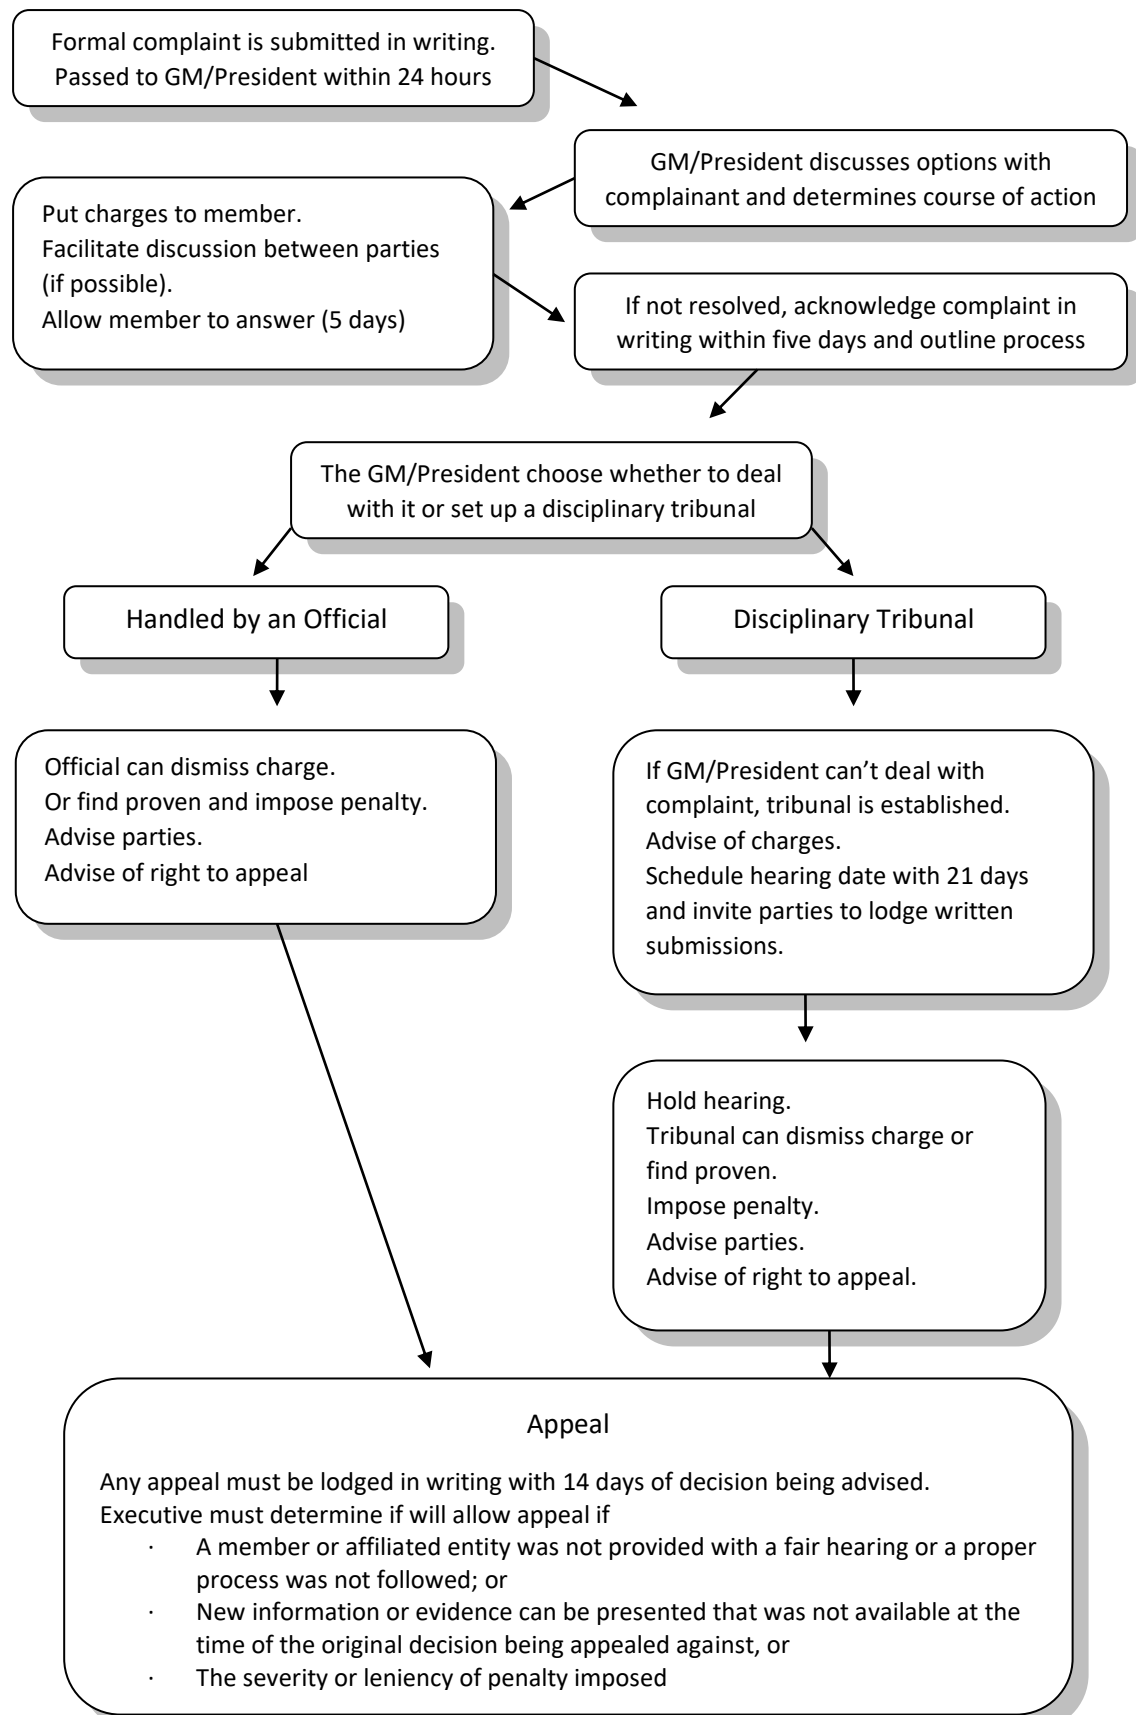 Formal complaint is submitted in writing.
Passed to GM/President within 24 hours
GM/President discusses options with
complainant and determines course of action
Put charges to member.
Facilitate discussion between parties
(if possible).
Allow member to answer (5 days)
If not resolved, acknowledge complaint in
writing within five days and outline process
The GM/President choose whether to deal
with it or set up a disciplinary tribunal
Handled by an Official
Disciplinary Tribunal
Official can dismiss charge.
Or find proven and impose penalty.
Advise parties.
Advise of right to appeal
If GM/President can’t deal with
complaint, tribunal is established.
Advise of charges.
Schedule hearing date with 21 days
and invite parties to lodge written
submissions.
Hold hearing.
Tribunal can dismiss charge or
find proven.
Impose penalty.
Advise parties.
Advise of right to appeal.
Appeal
Any appeal must be lodged in writing with 14 days of decision being advised.
Executive must determine if will allow appeal if
· A member or affiliated entity was not provided with a fair hearing or a proper
process was not followed; or
· New information or evidence can be presented that was not available at the
time of the original decision being appealed against, or
· The severity or leniency of penalty imposed